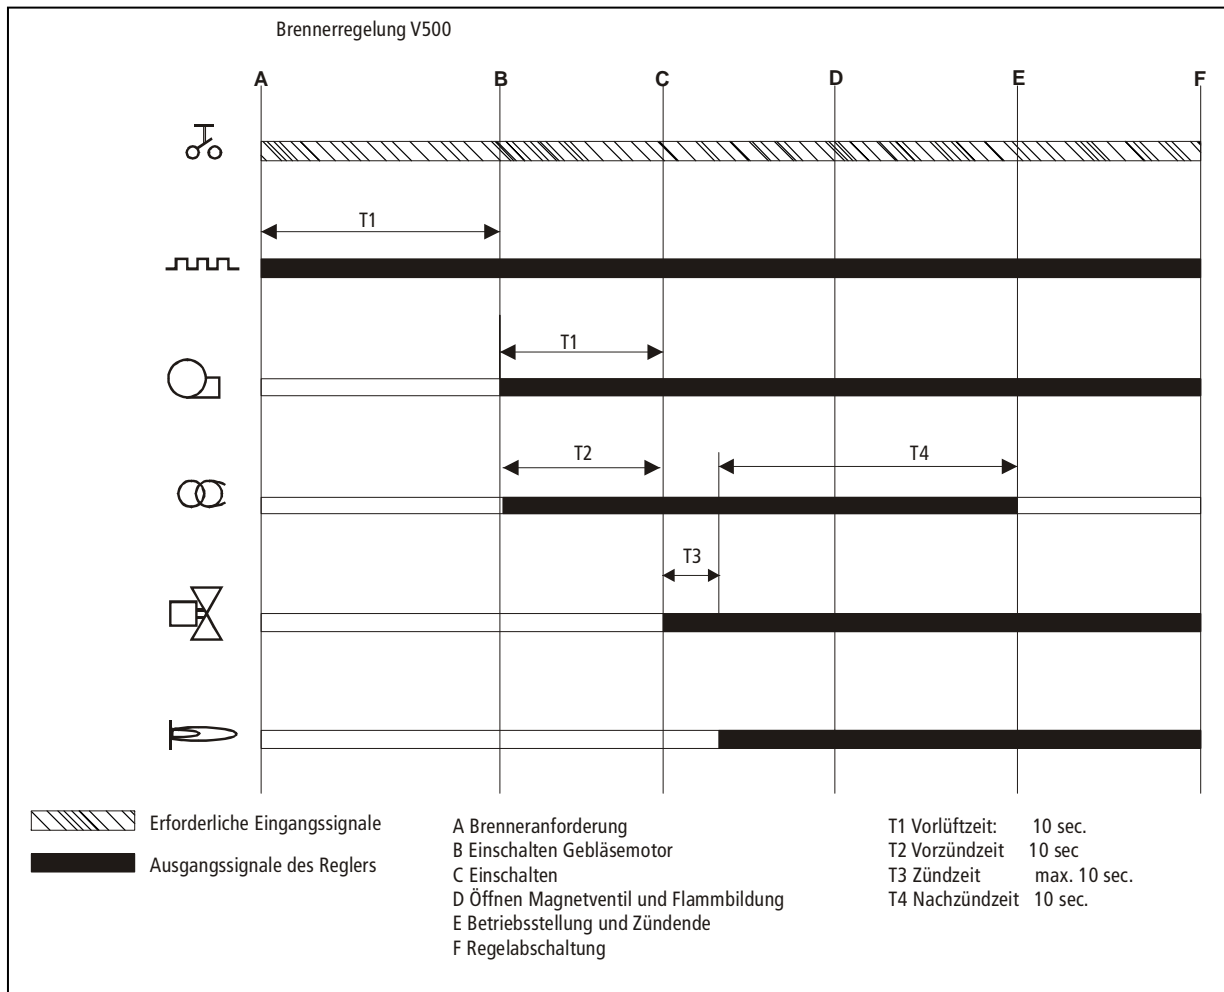 Brennerregelung V500
A B C D E F
T1
T1
T2 T4
T3
Erforderliche Eingangssignale
Ausgangssignale des Reglers
A Brenneranforderung
B Einschalten Gebläsemotor
C Einschalten
D Öffnen Magnetventil und Flammbildung
E Betriebsstellung und Zündende
F Regelabschaltung
T1 Vorlüftzeit: 10 sec.
T2 Vorzündzeit 10 sec
T3 Zündzeit max. 10 sec.
T4 Nachzündzeit 10 sec.